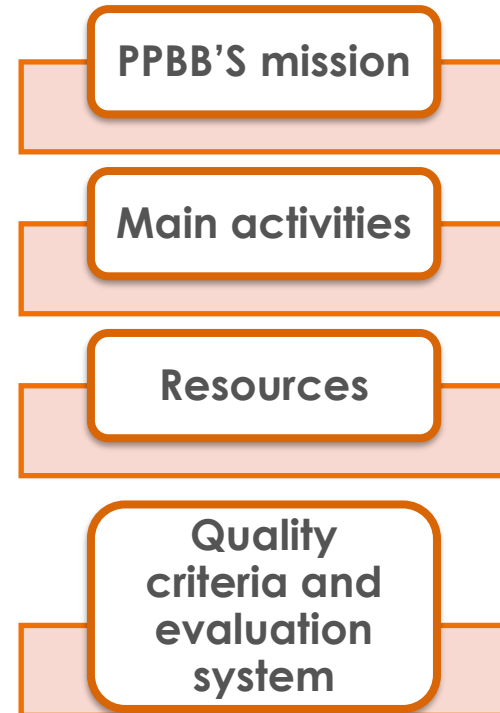 PPBB'S mission
Main activities
Resources
Quality
criteria and
evaluation
system